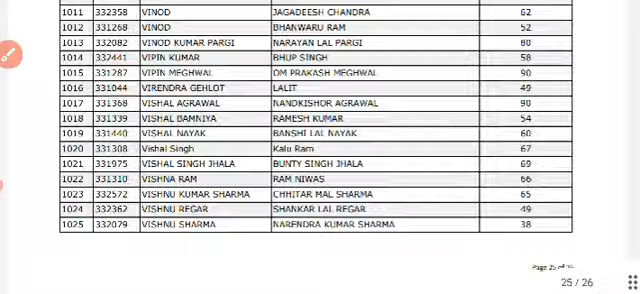 1011 332358 VINOD JAGADEESH CHANDRA 62
1012 331268 VINOD BHANWARU RAM 52
1013 332082 VINOD KUMAR PARGI NARAYAN LAL PARGI 80
1014 332441 VIPIN KUMAR BHUP SINGH 58
1015 331287 VIPIN MEGHWAL OM PRAKASH MEGHWAL 90
1016 331044 VIRENDRA GEHLOT LALIT 49
1017 331368 VISHAL AGRAWAL NANDKISHOR AGRAWAL 90
1018 331339 VISHAL BAMNIYA RAMESH KUMAR 54
1019 331440 VISHAL NAYAK BANSHI LAL NAYAK 60
1020 331308 Vishal Singh Kalu Ram 67
1021 331975 VISHAL SINGH JHALA BUNTY SINGH JHALA 69
1022 331310 VISHNA RAM RAM NIWAS 66
1023 332572 VISHNU KUMAR SHARMA CHHITAR MAL SHARMA 65
1024 332362 VISHNU REGAR SHANKAR LAL REGAR 49
1025 332079 VISHNU SHARMA NARENDRA KUMAR SHARMA 38
Page 25 of
25 / 26